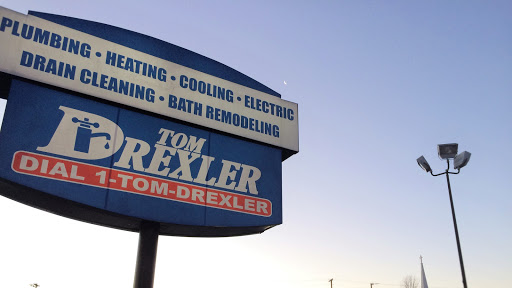 PLUMBING • HEATING • COOLING • ELECTRIC
DRAIN CLEANING • BATH REMODELING
TOM
DREXLER
DIAL 1-TOM-DREXLER